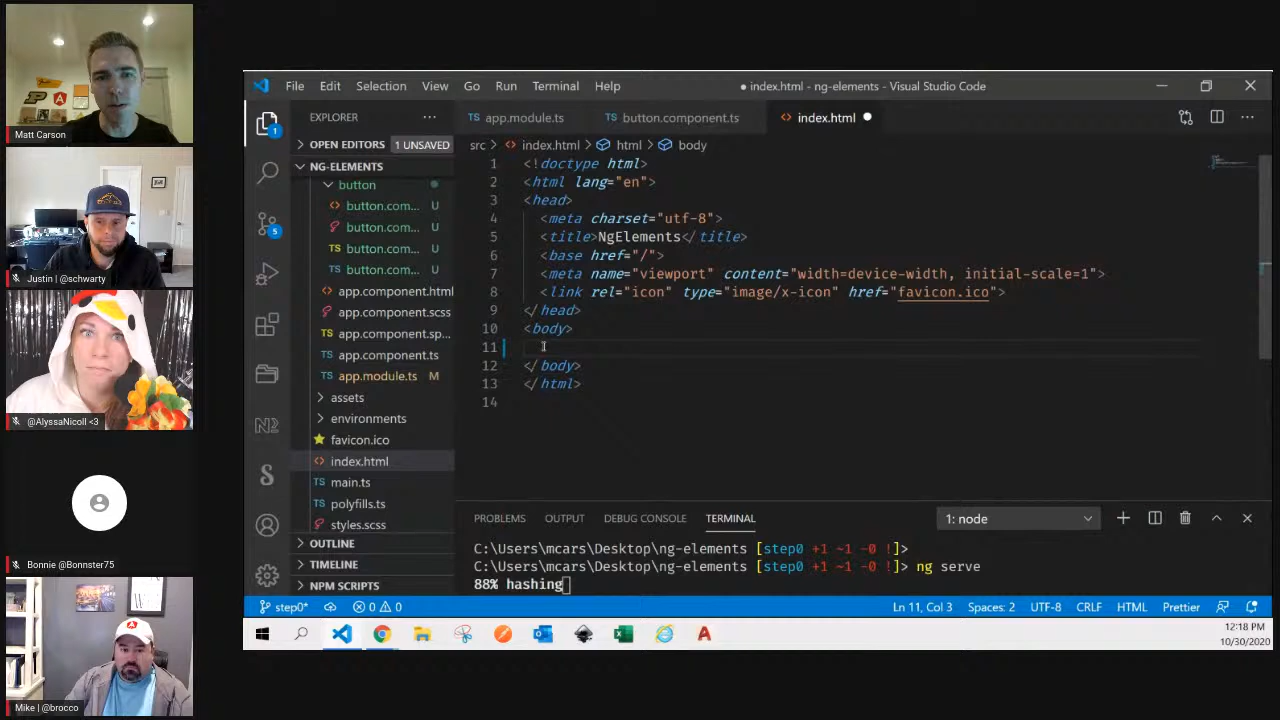 Matt Carson
Justin | @schwarty
@AlyssaNicoll <3
Bonnie @Bonnster75
Mike | @brocco
File Edit Selection View Go Run Terminal Help
● index.html - ng-elements - Visual Studio Code
EXPLORER
OPEN EDITORS 1 UNSAVED
NG-ELEMENTS
button
button.com... U
button.com... U
button.com... U
button.com... U
app.component.html
app.component.scss
app.component.sp...
app.component.ts
app.module.ts M
assets
environments
favicon.ico
index.html
main.ts
polyfills.ts
styles.scss
OUTLINE
TIMELINE
NPM SCRIPTS
1
5
TS app.module.ts TS button.component.ts index.html ●
src > index.html > html > body
1 <!doctype html>
2 <html lang="en">
3 <head>
4 <meta charset="utf-8">
5 <title>NgElements</title>
6 <base href="/">
7 <meta name="viewport" content="width=device-width, initial-scale=1">
8 <link rel="icon" type="image/x-icon" href="favicon.ico">
9 </head>
10 <body>
11
12 </body>
13 </html>
14
PROBLEMS OUTPUT DEBUG CONSOLE TERMINAL 1: node
C:\Users\mcars\Desktop\ng-elements [step0 +1 ~1 -0 !]>
C:\Users\mcars\Desktop\ng-elements [step0 +1 ~1 -0 !]> ng serve
88% hashing
step0* 0 0 Ln 11, Col 3 Spaces: 2 UTF-8 CRLF HTML Prettier
12:18 PM
10/30/2020